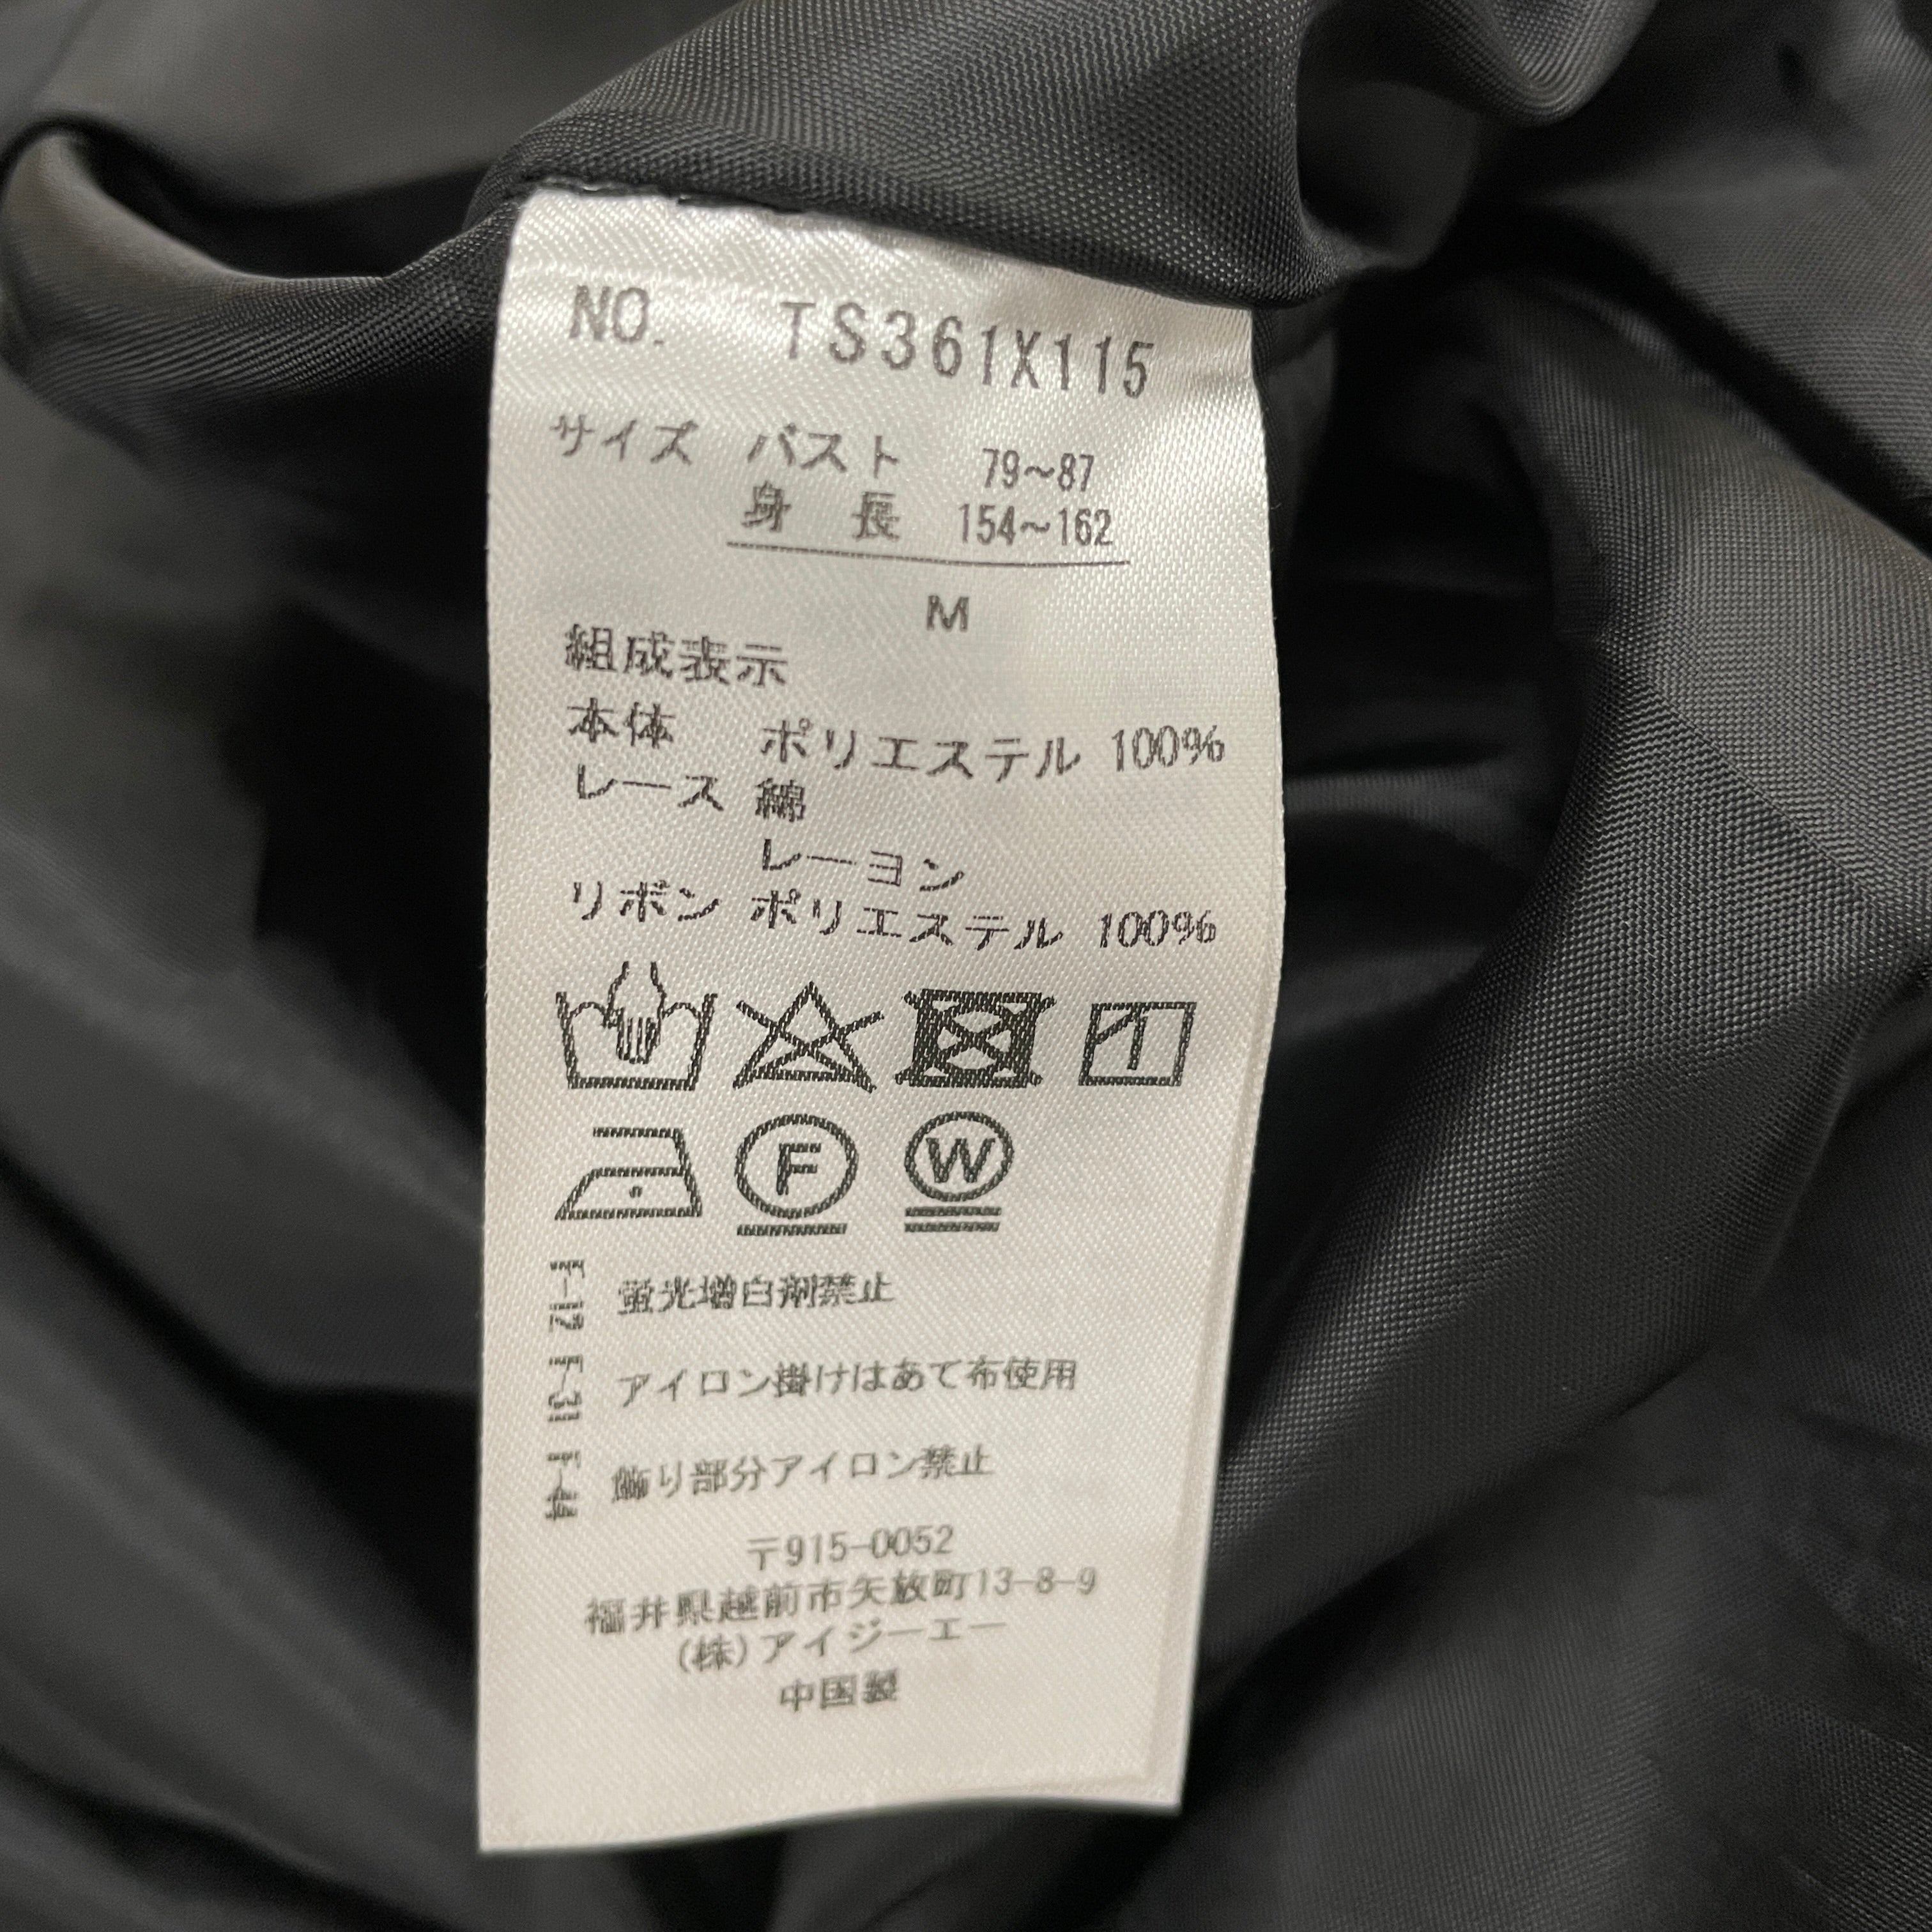 NO. TS361X115
サイズ バスト 79~87
身長 154~162
M
組成表示
本体 ポリエステル 100%
レース 綿
レーヨン
リボン ポリエステル 100%
F
W
F-12 蛍光増白剤禁止
F-31 アイロン掛けはあて布使用
F-44 飾り部分アイロン禁止
〒915-0052
福井県越前市矢放町13-8-9
(株)アイジーエー
中国製